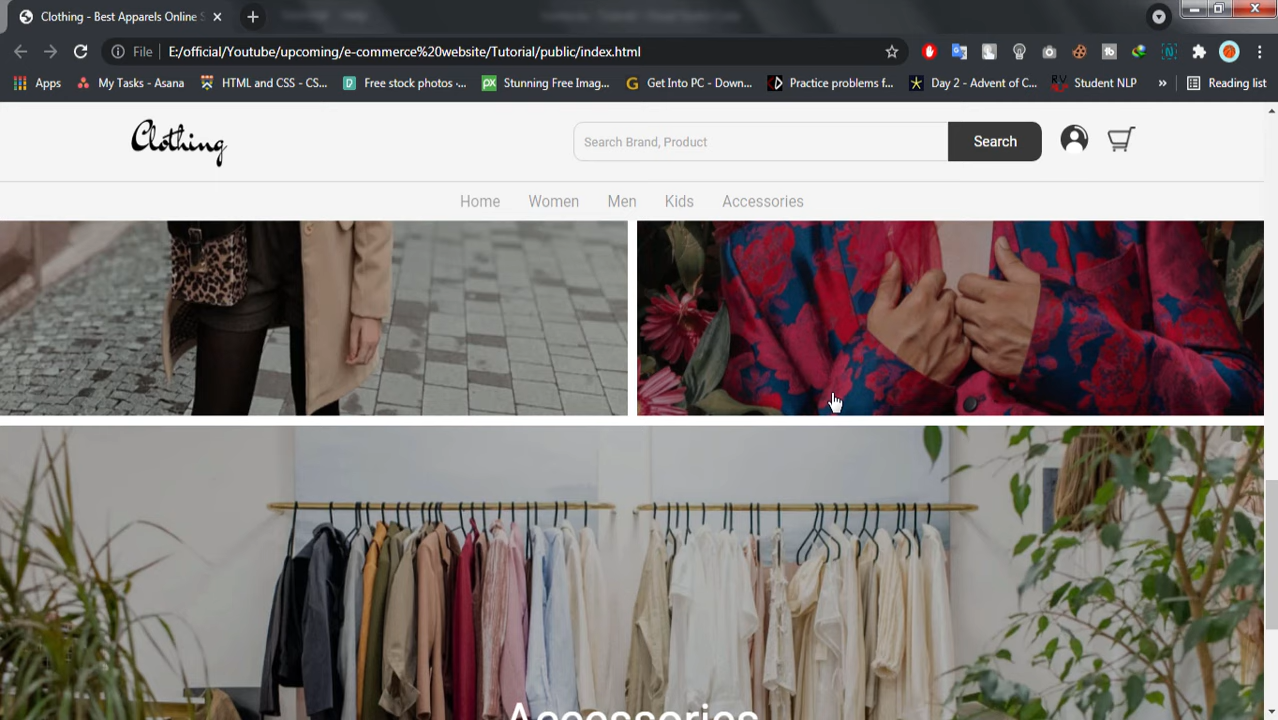 Clothing - Best Apparels Online S
File
E:/official/Youtube/upcoming/e-commerce%20website/Tutorial/public/index.html
Apps
My Tasks - Asana
HTML and CSS - CS...
Free stock photos ·...
Stunning Free Imag...
Get Into PC - Down...
Practice problems f...
Day 2 - Advent of C...
Student NLP
»
Reading list
Clothing
Search Brand, Product
Search
Home
Women
Men
Kids
Accessories
Accessories